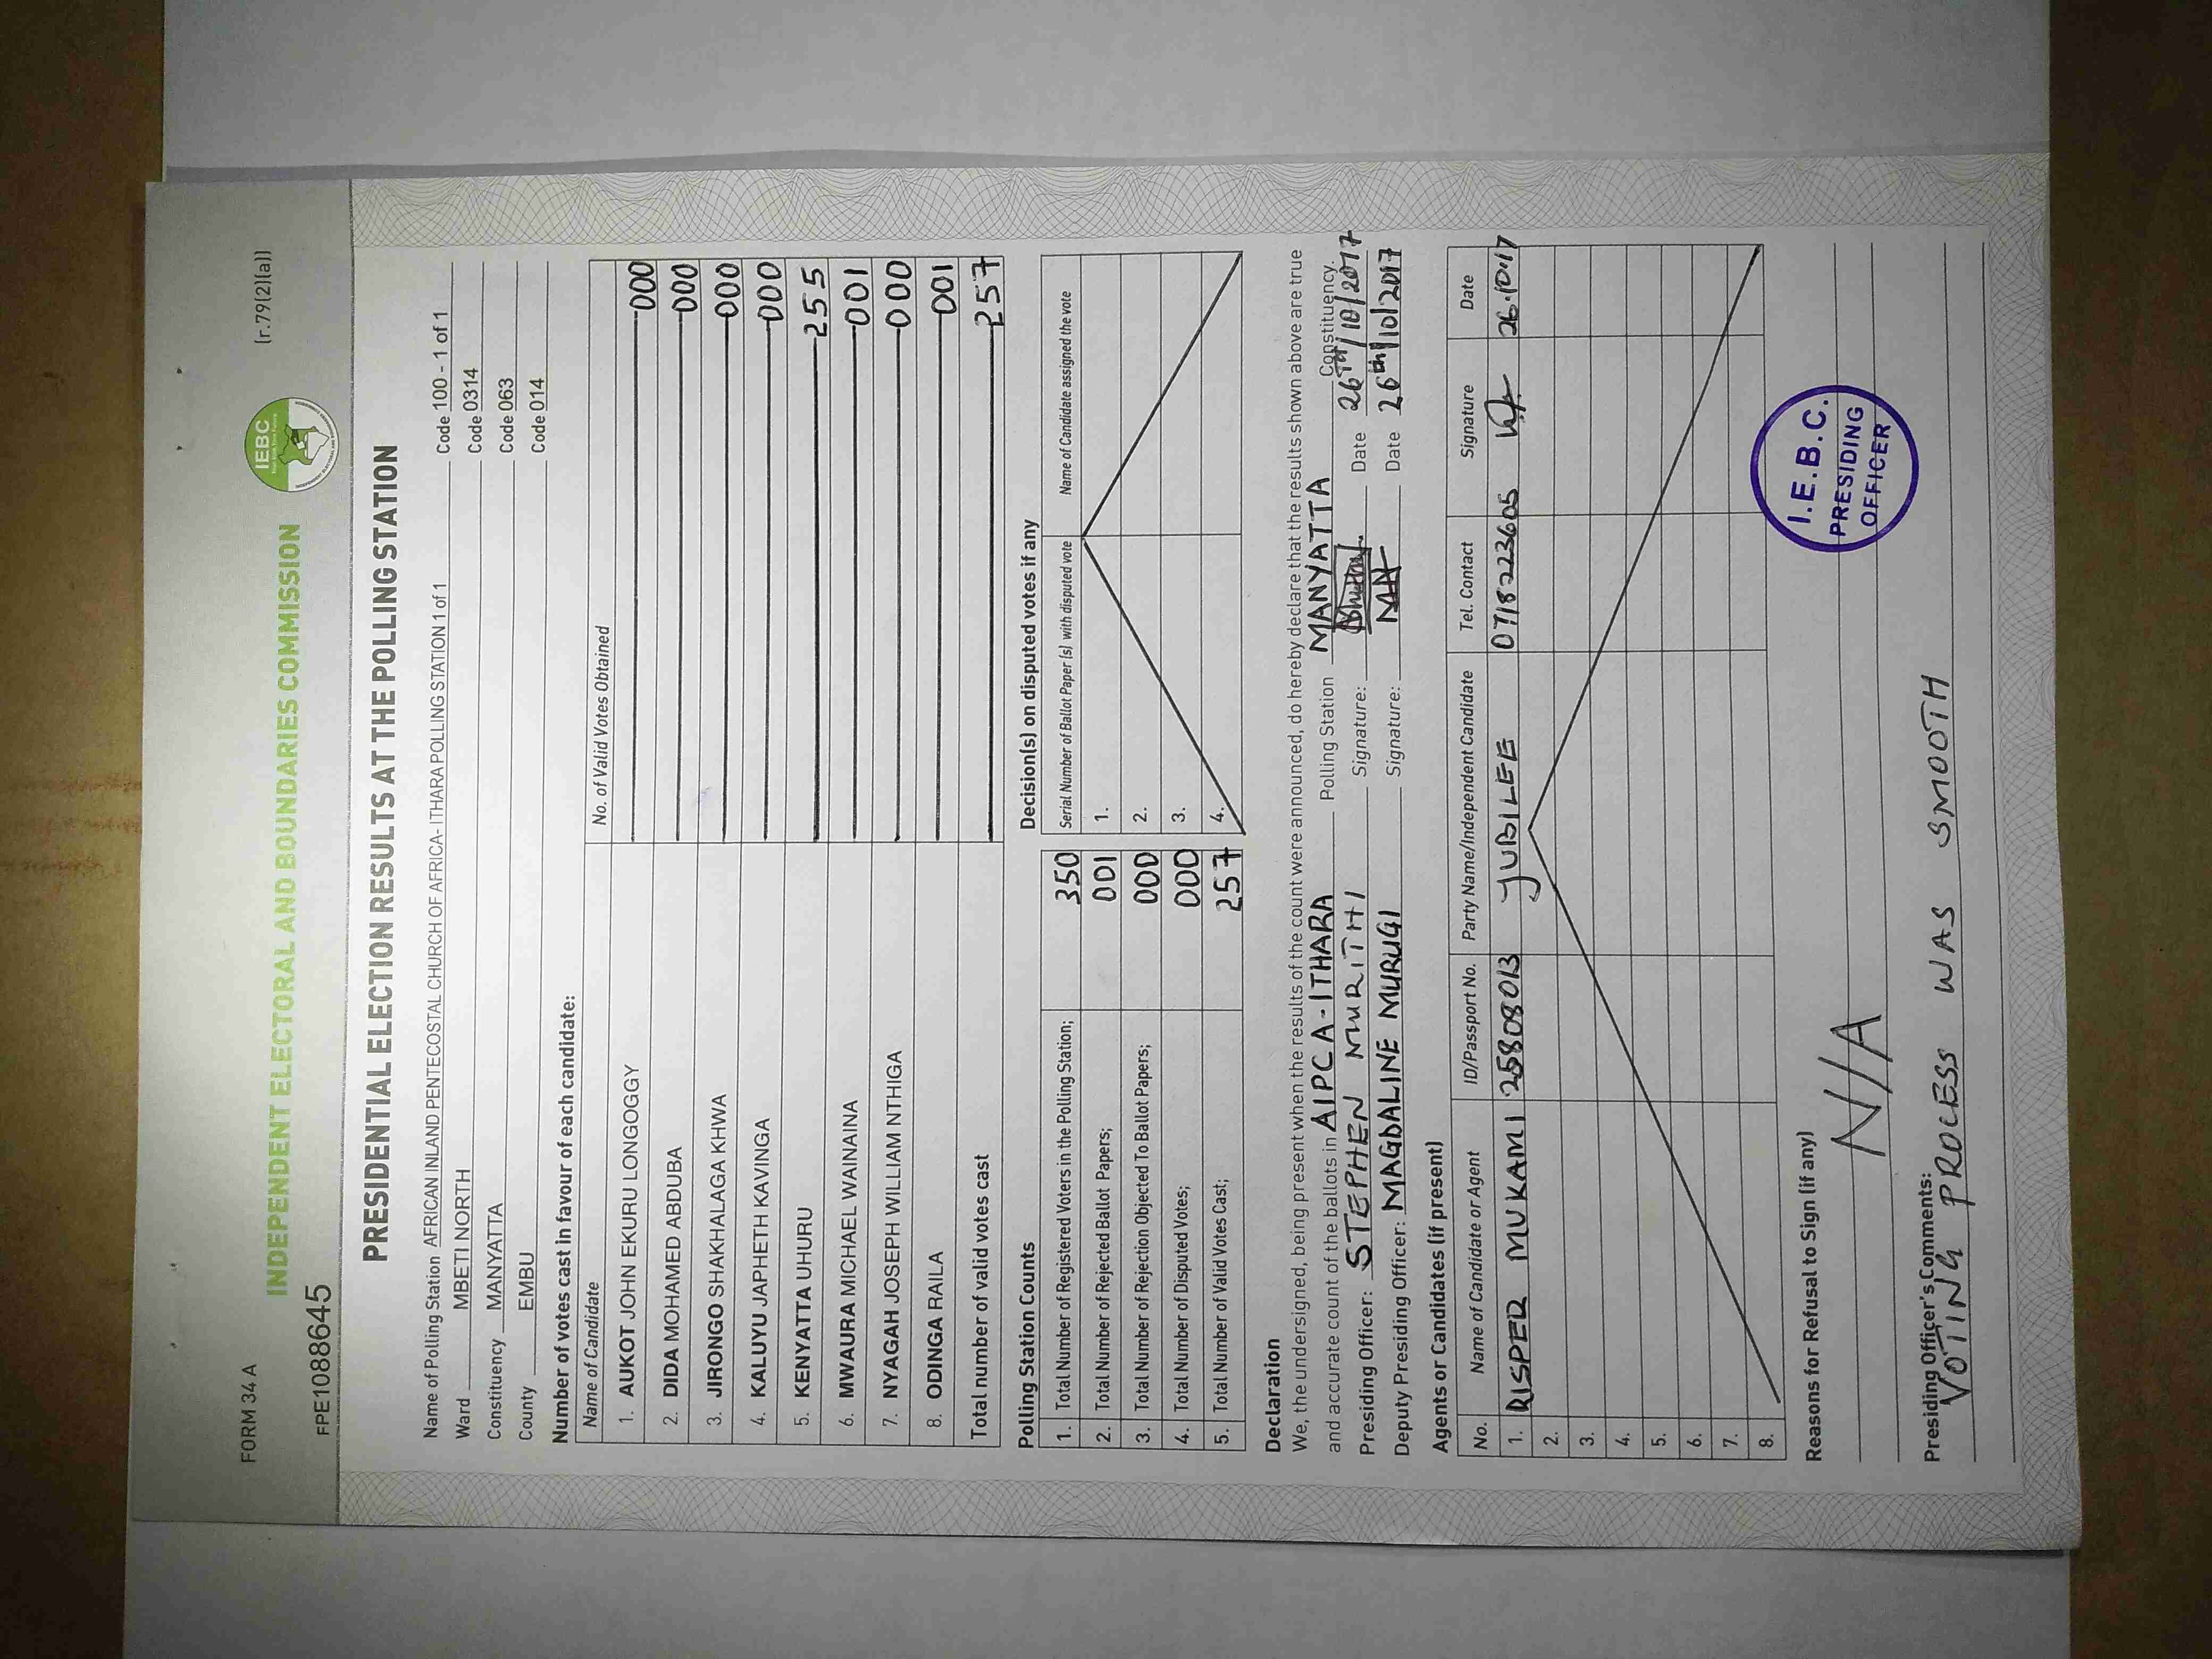 FORM 34 A
(r.79(2)(a))
IEBC
INDEPENDENT ELECTORAL AND BOUNDARIES COMMISSION
FPE1088645
PRESIDENTIAL ELECTION RESULTS AT THE POLLING STATION
Name of Polling Station AFRICAN INLAND PENTECOSTAL CHURCH OF AFRICA- ITHARA POLLING STATION 1 of 1 Code 100 - 1 of 1
Ward MBETI NORTH Code 0314
Constituency MANYATTA Code 063
County EMBU Code 014
Number of votes cast in favour of each candidate:
Name of Candidate No. of Valid Votes Obtained
1. AUKOT JOHN EKURU LONGOGGY 000
2. DIDA MOHAMED ABDUBA 000
3. JIRONGO SHAKHALAGA KHWA 000
4. KALUYU JAPHETH KAVINGA 000
5. KENYATTA UHURU 255
6. MWAURA MICHAEL WAINAINA 001
7. NYAGAH JOSEPH WILLIAM NTHIGA 000
8. ODINGA RAILA 001
Total number of valid votes cast 257
Polling Station Counts Decision(s) on disputed votes if any
1. Total Number of Registered Voters in the Polling Station; 350 Serial Number of Ballot Paper (s) with disputed vote Name of Candidate assigned the vote
2. Total Number of Rejected Ballot Papers; 001 1.
3. Total Number of Rejection Objected To Ballot Papers; 000 2.
4. Total Number of Disputed Votes; 000 3.
5. Total Number of Valid Votes Cast; 257 4.
Declaration
We, the undersigned, being present when the results of the count were announced, do hereby declare that the results shown above are true
and accurate count of the ballots in AIPCA-ITHARA Polling Station MANYATTA Constituency.
Presiding Officer: STEPHEN MURITHI Signature: Date 26TH/10/2017
Deputy Presiding Officer: MAGDALINE MURUGI Signature: Date 26th/10/2017
Agents or Candidates (if present)
No. Name of Candidate or Agent ID/Passport No. Party Name/Independent Candidate Tel. Contact Signature Date
1. RISPER MUKAMI 25808013 JUBILEE 0718223605 26.10.17
2.
3.
4.
5.
6.
7.
8.
Reasons for Refusal to Sign (if any)
N/A
I.E.B.C.
PRESIDING
OFFICER
Presiding Officer's Comments:
VOTING PROCESS WAS SMOOTH